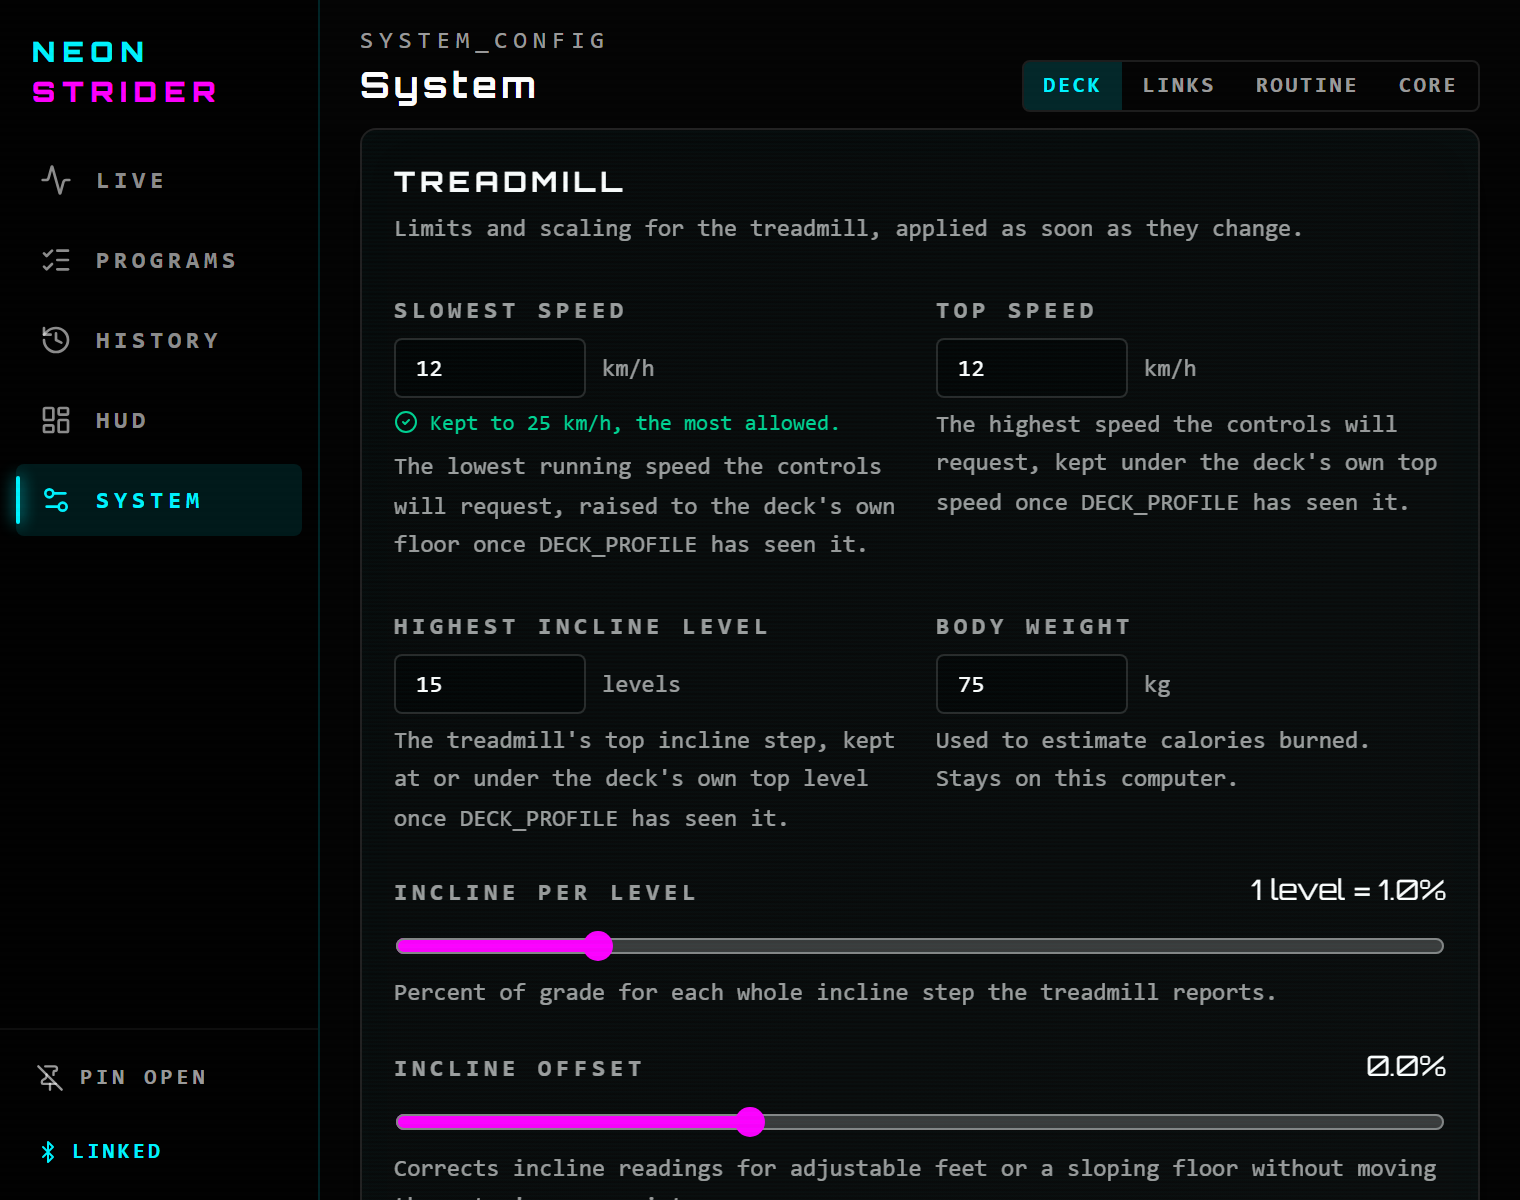 NEON
STRIDER
LIVE
PROGRAMS
HISTORY
HUD
SYSTEM
PIN OPEN
LINKED
SYSTEM_CONFIG
System
DECK
LINKS
ROUTINE
CORE
TREADMILL
Limits and scaling for the treadmill, applied as soon as they change.
SLOWEST SPEED
12 km/h
Kept to 25 km/h, the most allowed.
The lowest running speed the controls
will request, raised to the deck's own
floor once DECK_PROFILE has seen it.
TOP SPEED
12 km/h
The highest speed the controls will
request, kept under the deck's own top
speed once DECK_PROFILE has seen it.
HIGHEST INCLINE LEVEL
15 levels
The treadmill's top incline step, kept
at or under the deck's own top level
once DECK_PROFILE has seen it.
BODY WEIGHT
75 kg
Used to estimate calories burned.
Stays on this computer.
INCLINE PER LEVEL
1 level = 1.0%
Percent of grade for each whole incline step the treadmill reports.
INCLINE OFFSET
0.0%
Corrects incline readings for adjustable feet or a sloping floor without moving